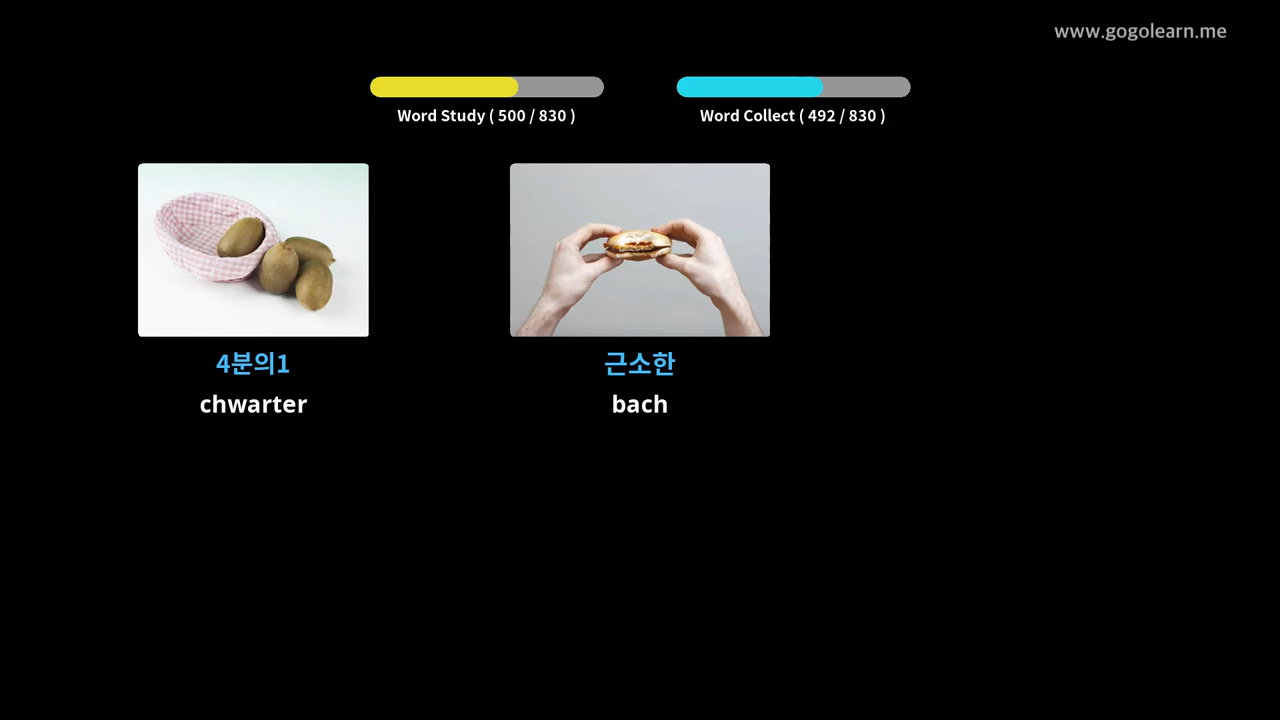 www.gogolearn.me
Word Study ( 500 / 830 )
Word Collect ( 492 / 830 )
4분의1
chwarter
근소한
bach